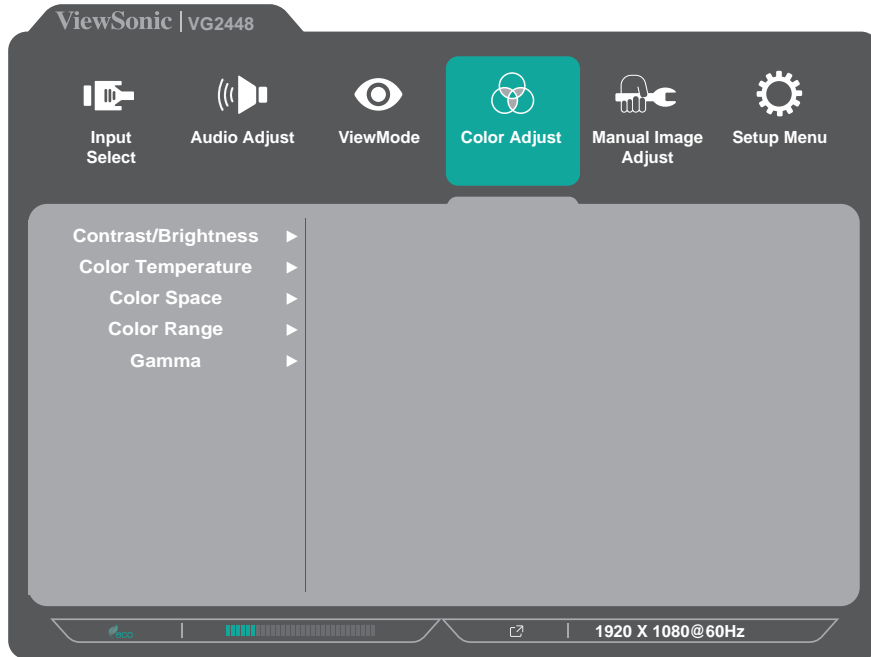 ViewSonic | VG2448
Input Select
Audio Adjust
ViewMode
Color Adjust
Manual Image Adjust
Setup Menu
Contrast/Brightness
Color Temperature
Color Space
Color Range
Gamma
eco
1920 X 1080@60Hz